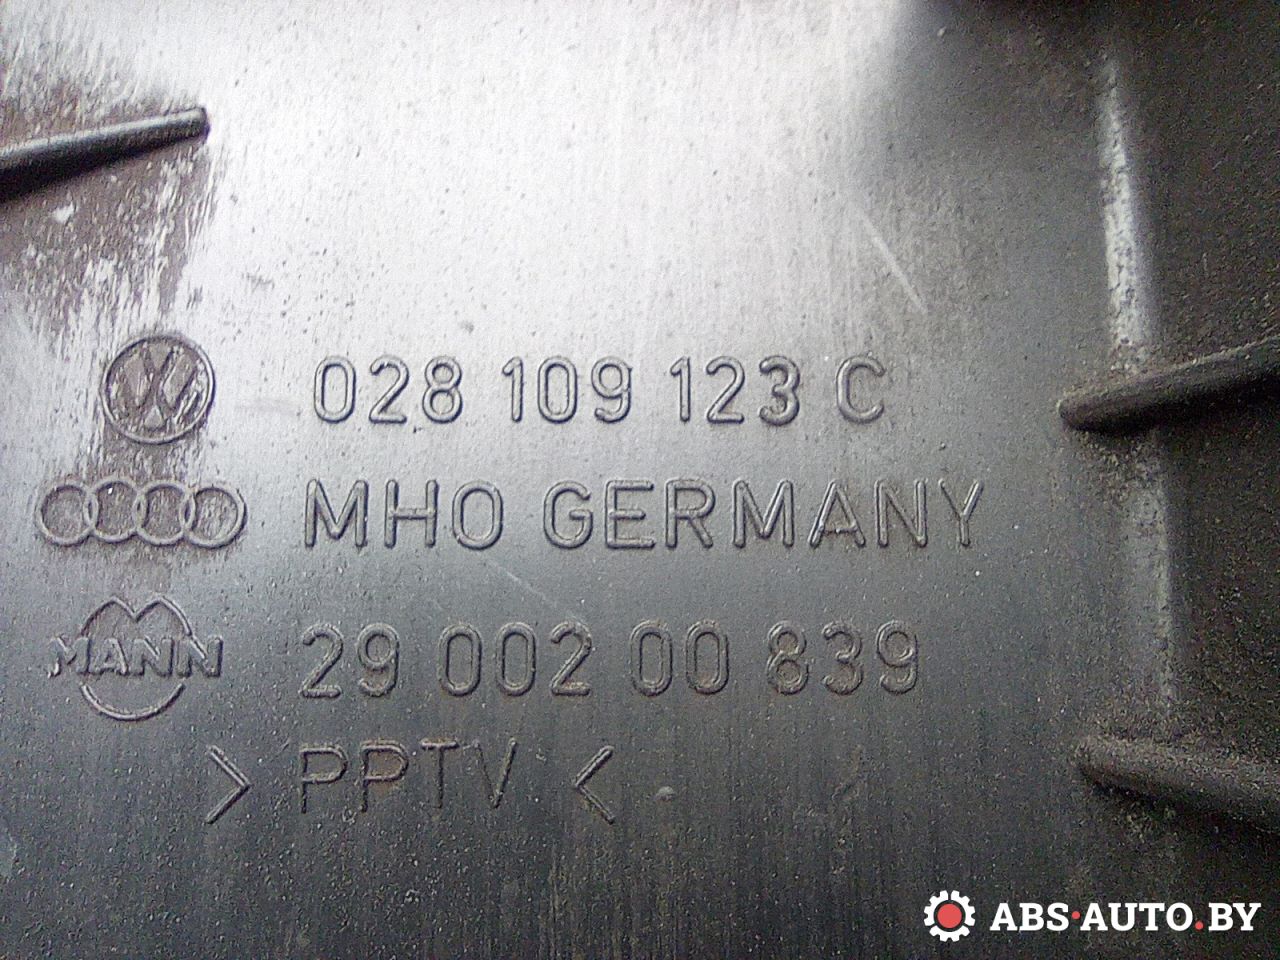 028 109 123 C
MHO GERMANY
MANN
29 002 00 839
> PPTV <
ABS·AUTO.BY